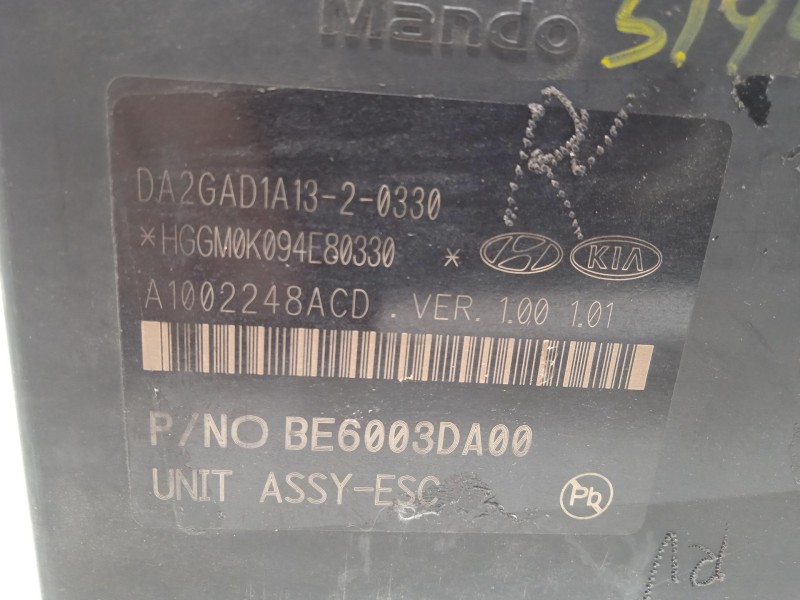 Mando
DA2GAD1A13-2-0330
*HGGM0K094E80330 *
KIA
A1002248ACD . VER. 1.00 1.01
P/NO BE6003DA00
UNIT ASSY-ESC
Pb